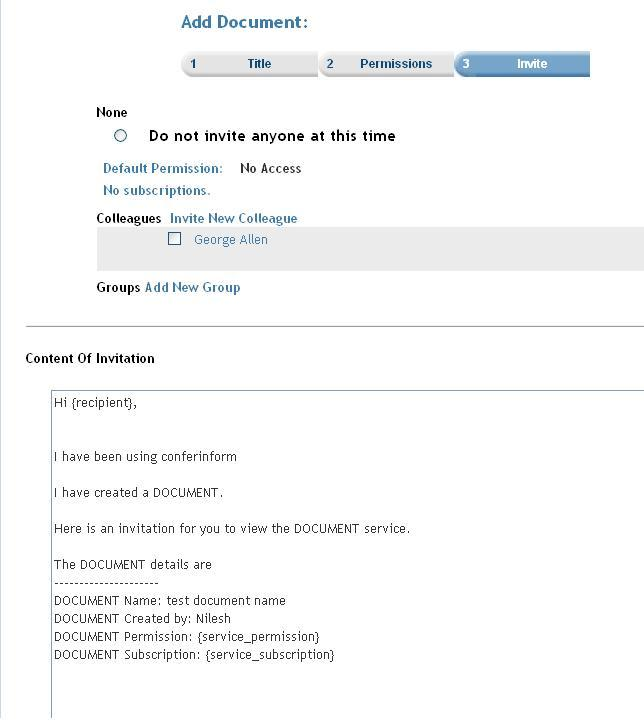 Add Document:
1 Title 2 Permissions 3 Invite
None
Do not invite anyone at this time
Default Permission: No Access
No subscriptions.
Colleagues Invite New Colleague
George Allen
Groups Add New Group
Content Of Invitation
Hi {recipient},
I have been using conferinform
I have created a DOCUMENT.
Here is an invitation for you to view the DOCUMENT service.
The DOCUMENT details are
---------------------
DOCUMENT Name: test document name
DOCUMENT Created by: Nilesh
DOCUMENT Permission: {service_permission}
DOCUMENT Subscription: {service_subscription}